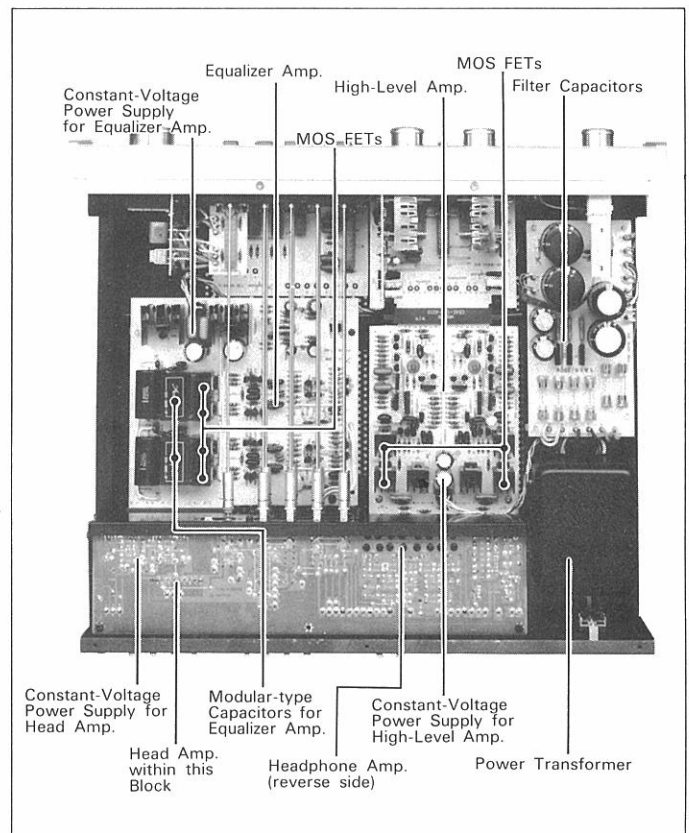 MOS FETs
Equalizer Amp.
High-Level Amp.
Filter Capacitors
Constant-Voltage
Power Supply
for Equalizer Amp.
MOS FETs
Constant-Voltage
Power Supply for
Head Amp.
Modular-type
Capacitors for
Equalizer Amp.
Constant-Voltage
Power Supply for
High-Level Amp.
Head Amp.
within this
Block
Headphone Amp.
(reverse side)
Power Transformer